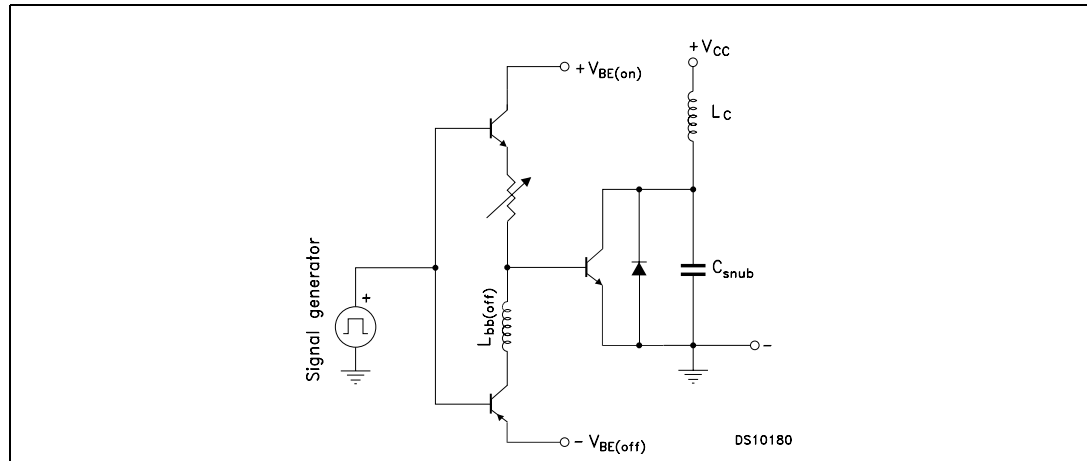 +VCC
+VBE(on)
LC
Signal generator
+
Lbb(off)
Csnub
-
-VBE(off)
DS10180